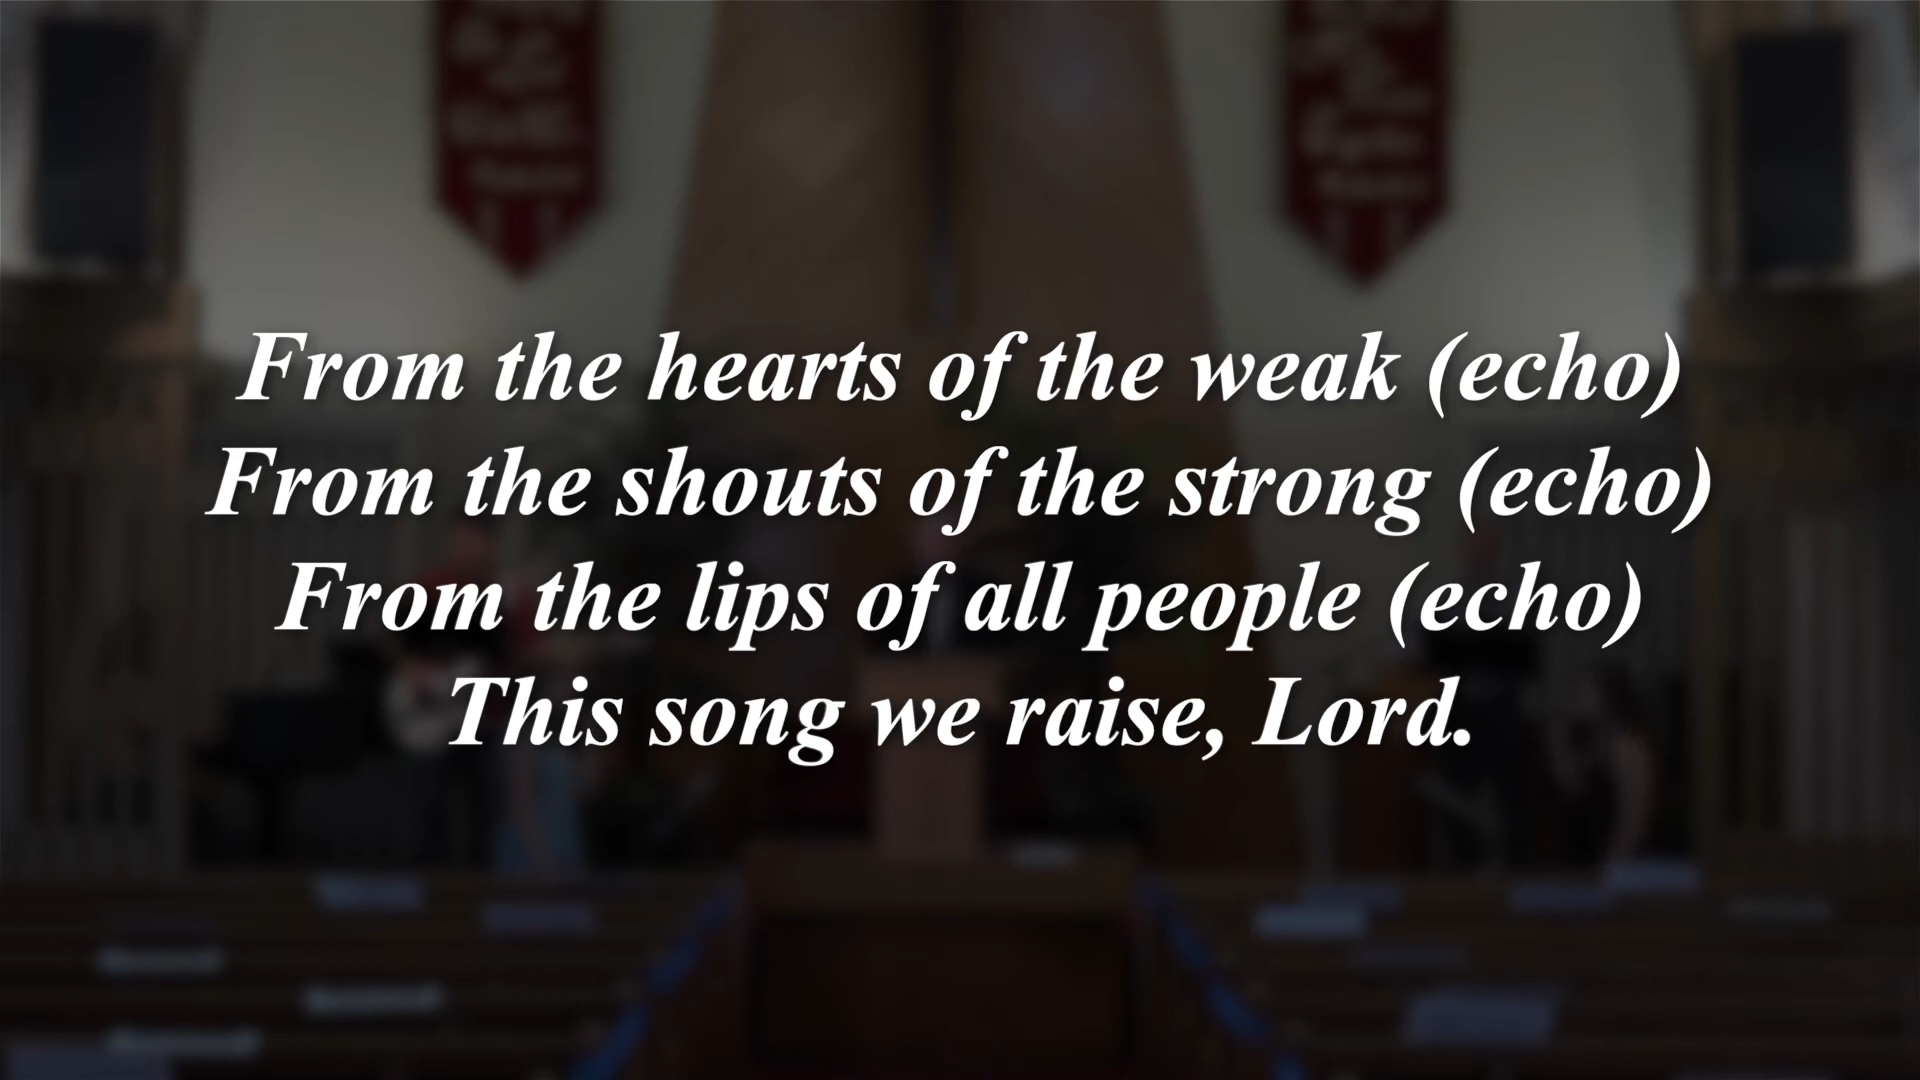 From the hearts of the weak (echo)
From the shouts of the strong (echo)
From the lips of all people (echo)
This song we raise, Lord.